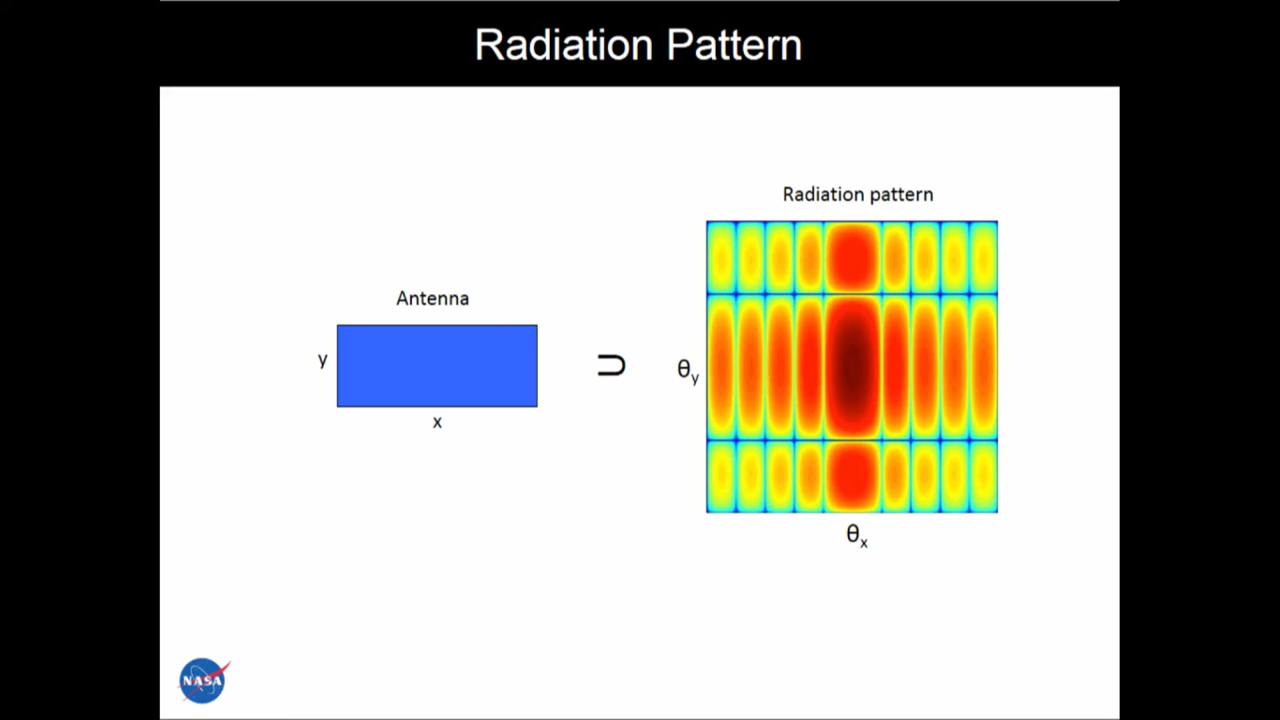 Radiation Pattern
Radiation pattern
Antenna
y
x
⊃
θy
θx
NASA